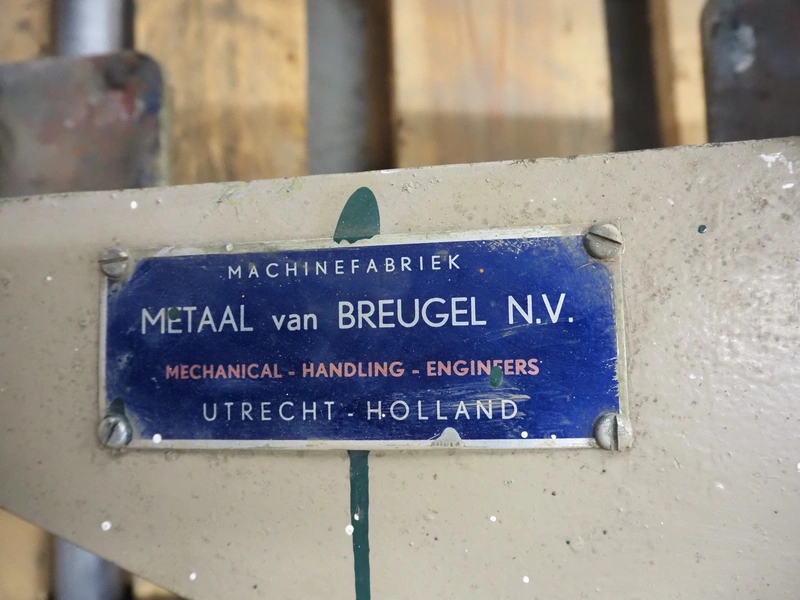 MACHINEFABRIEK
METAAL van BREUGEL N.V.
MECHANICAL - HANDLING - ENGINEERS
UTRECHT - HOLLAND